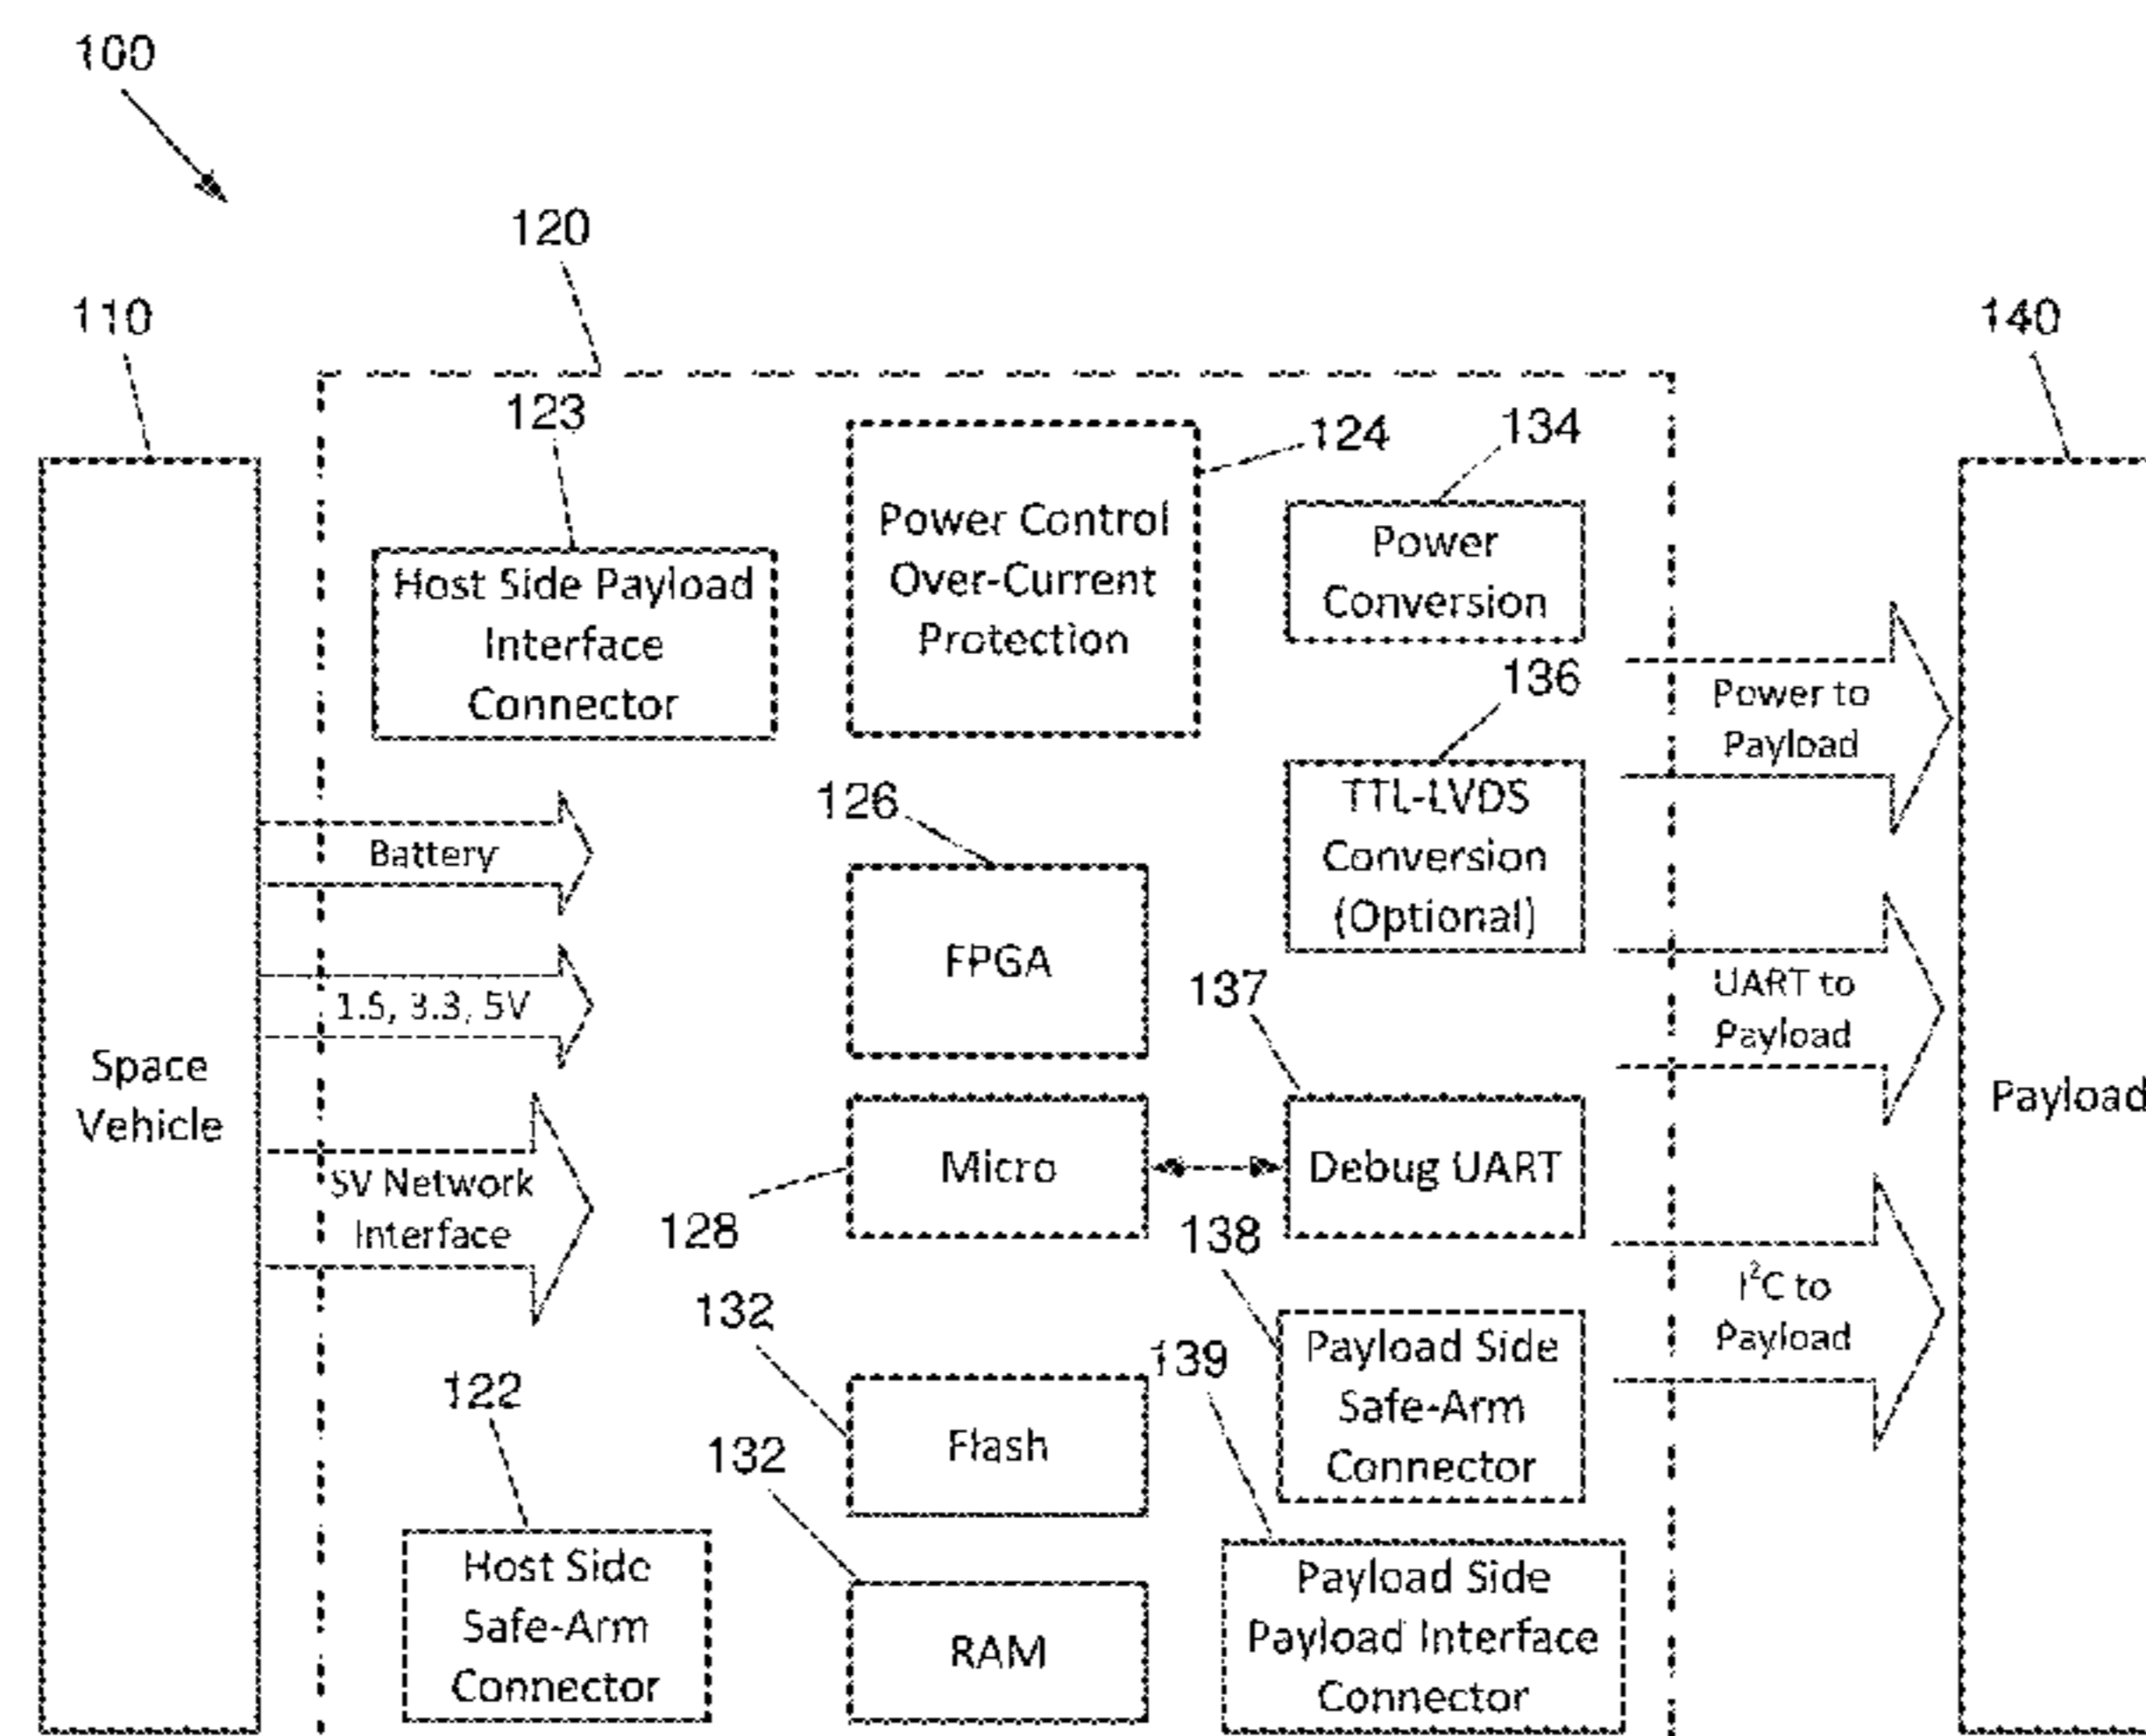 100
120
110
140
123
124
134
Power Control
Over-Current
Protection
Power
Conversion
Host Side Payload
Interface
Connector
136
Power to
Payload
126
TTL-LVDS
Conversion
(Optional)
Battery
FPGA
137
UART to
Payload
1.5, 3.3, 5V
Space
Vehicle
Payload
Micro
Debug UART
SV Network
Interface
128
138
I²C to
Payload
132
139
Payload Side
Safe-Arm
Connector
122
Flash
132
Host Side
Safe-Arm
Connector
RAM
Payload Side
Payload Interface
Connector